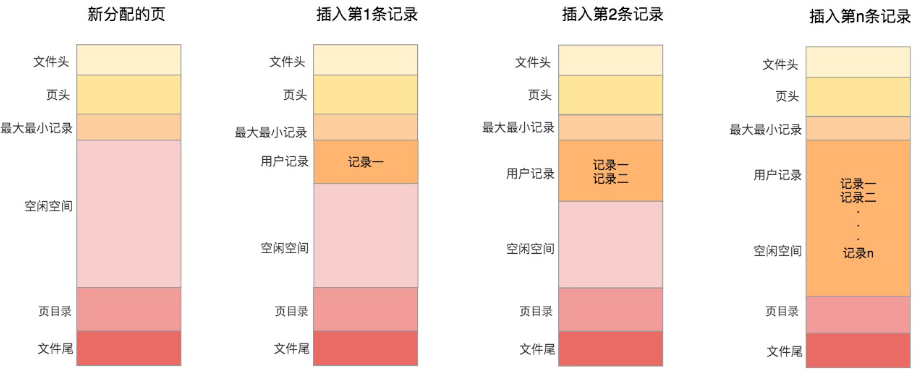 新分配的页
文件头
页头
最大最小记录
空闲空间
页目录
文件尾
插入第1条记录
文件头
页头
最大最小记录
用户记录
记录一
空闲空间
页目录
文件尾
插入第2条记录
文件头
页头
最大最小记录
用户记录
记录一
记录二
空闲空间
页目录
文件尾
插入第n条记录
文件头
页头
最大最小记录
用户记录
记录一
记录二
.
.
.
记录n
空闲空间
页目录
文件尾